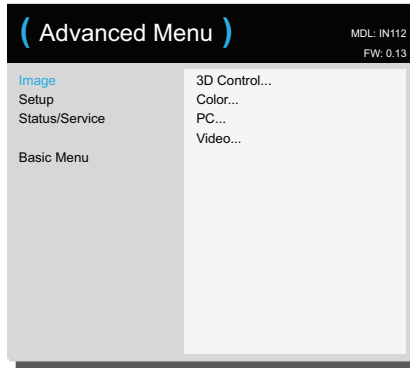 ( Advanced Menu )
MDL: IN112
FW: 0.13
Image
Setup
Status/Service
Basic Menu
3D Control...
Color...
PC...
Video...